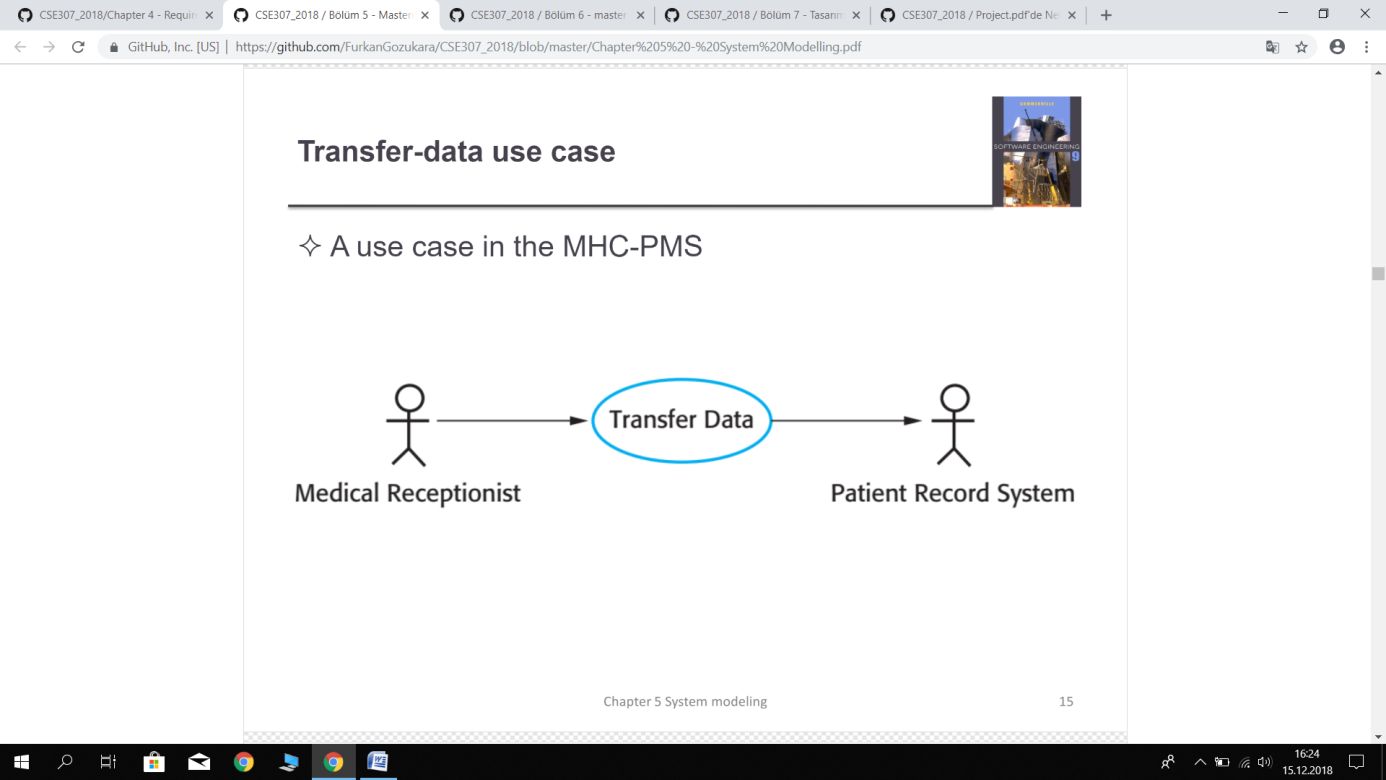 CSE307_2018/Chapter 4 - Requin
CSE307_2018 / Bölüm 5 - Master
CSE307_2018 / Bölüm 6 - master
CSE307_2018 / Bölüm 7 - Tasarım
CSE307_2018 / Project.pdf'de Ne
GitHub, Inc. [US] | https://github.com/FurkanGozukara/CSE307_2018/blob/master/Chapter%205%20-%20System%20Modelling.pdf
Transfer-data use case
SOMMERVILLE
SOFTWARE ENGINEERING
9
✧ A use case in the MHC-PMS
Transfer Data
Medical Receptionist
Patient Record System
Chapter 5 System modeling
15
16:24
15.12.2018